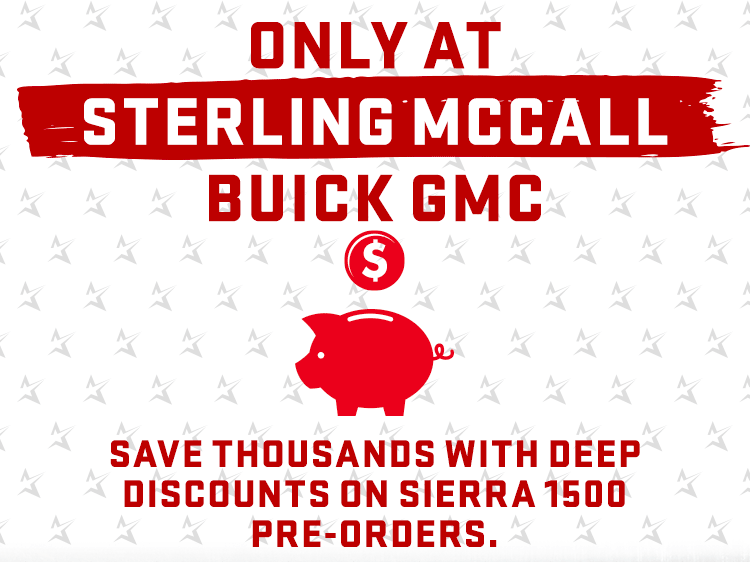 ONLY AT
STERLING MCCALL
BUICK GMC
$
SAVE THOUSANDS WITH DEEP
DISCOUNTS ON SIERRA 1500
PRE-ORDERS.